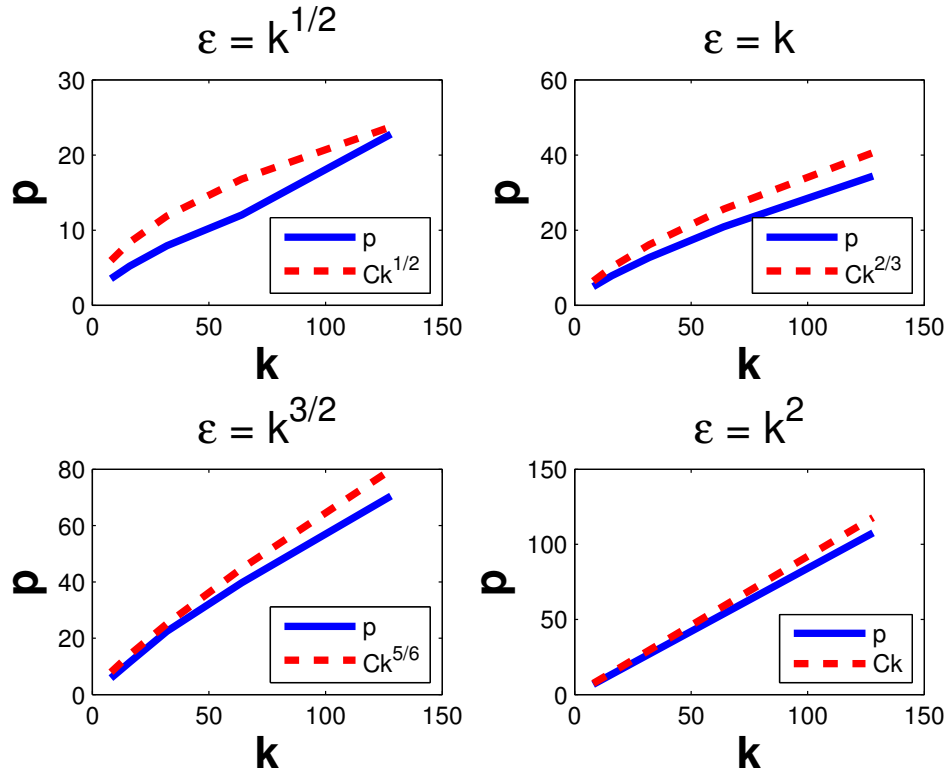 ε = k^{1/2}
30
20
10
0
p
p
Ck^{1/2}
0 50 100 150
k
ε = k
60
40
20
0
p
p
Ck^{2/3}
0 50 100 150
k
ε = k^{3/2}
80
60
40
20
0
p
p
Ck^{5/6}
0 50 100 150
k
ε = k^2
150
100
50
0
p
p
Ck
0 50 100 150
k